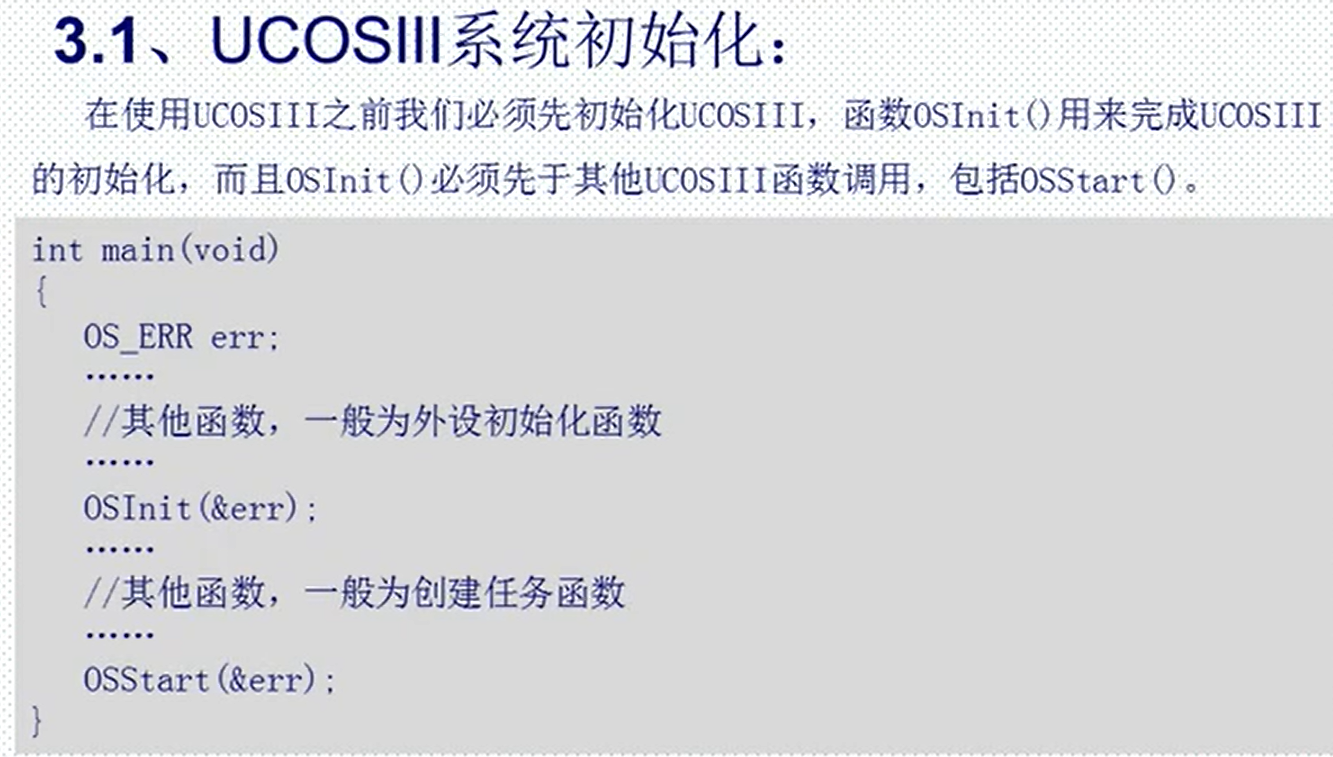 3.1、UCOSIII系统初始化：
在使用UCOSIII之前我们必须先初始化UCOSIII，函数OSInit()用来完成UCOSIII
的初始化，而且OSInit()必须先于其他UCOSIII函数调用，包括OSStart()。
int main(void)
{
OS_ERR err;
……
//其他函数，一般为外设初始化函数
……
OSInit(&err);
……
//其他函数，一般为创建任务函数
……
OSStart(&err);
}